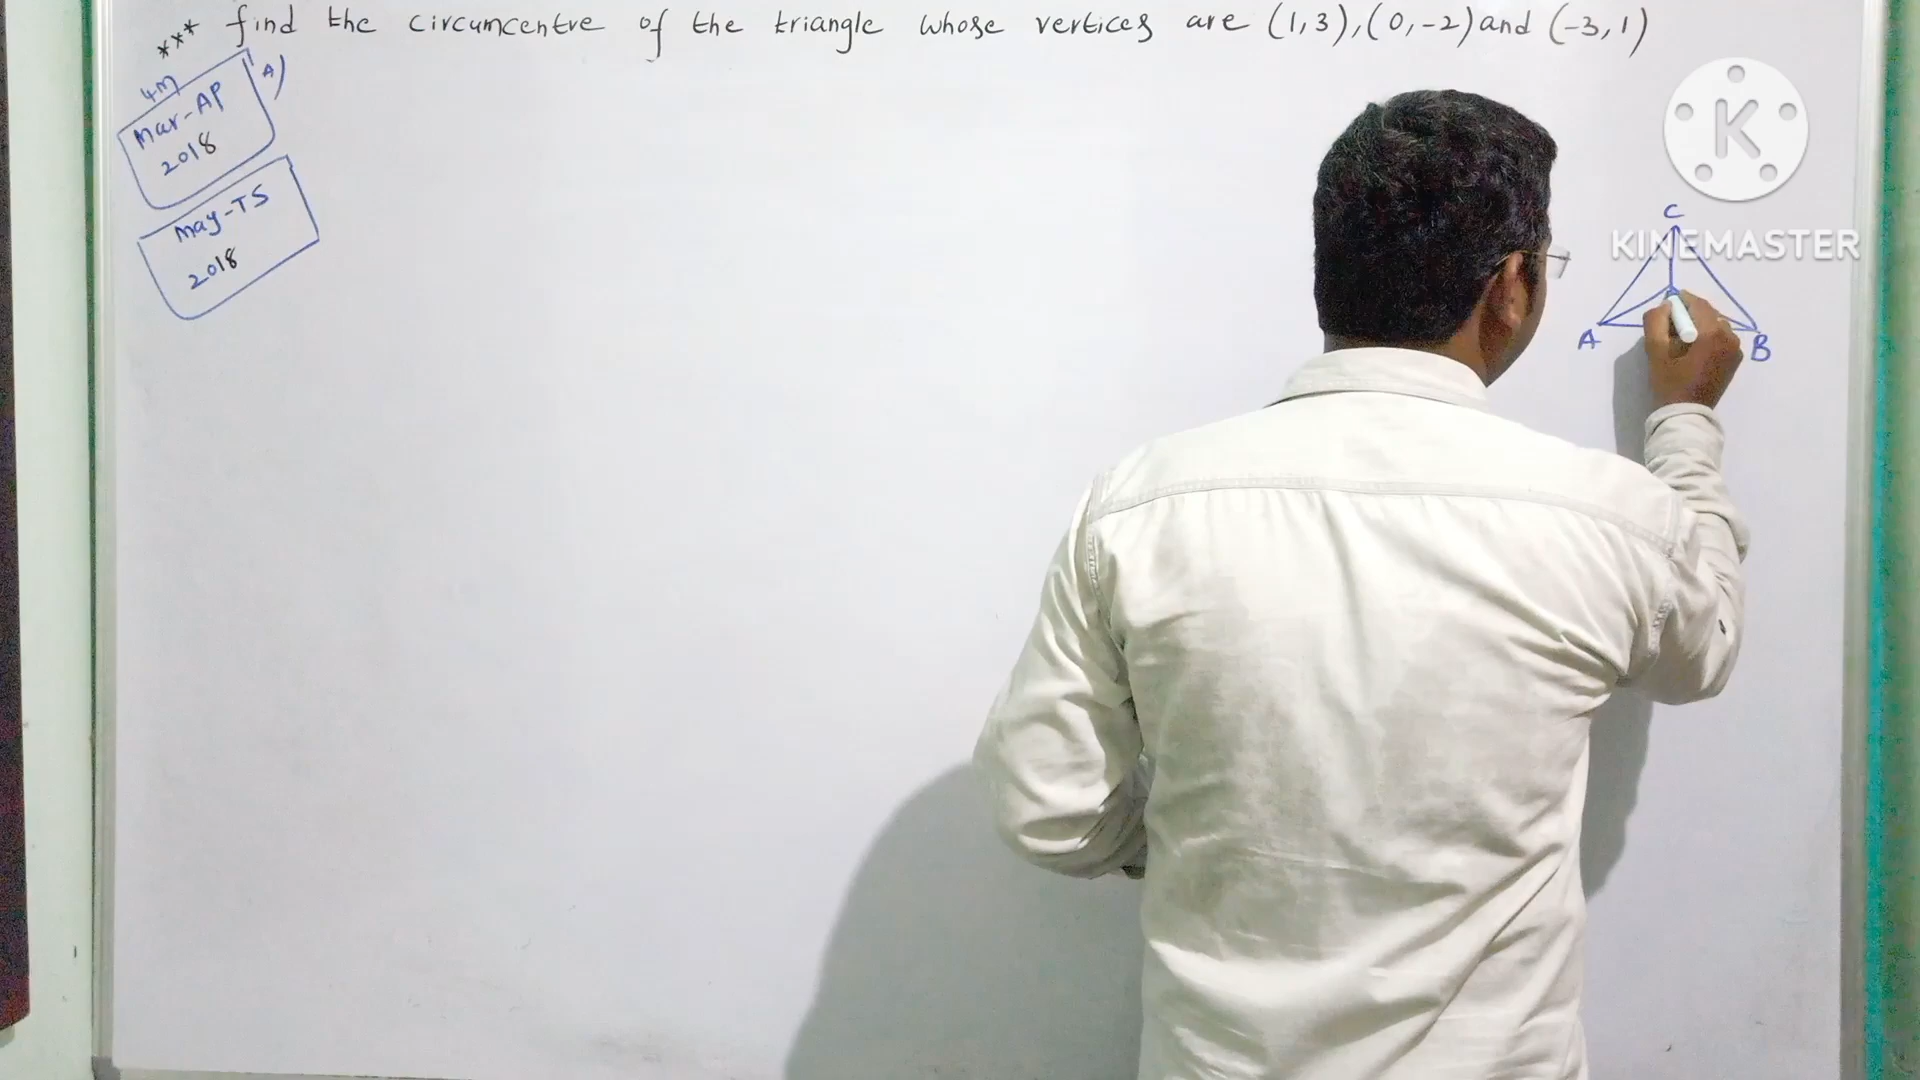 *** find the circumcentre of the triangle whose vertices are (1,3),(0,-2) and (-3,1)
4M
A)
Mar-AP
2018
May-TS
2018
K
KINEMASTER
C
A
B